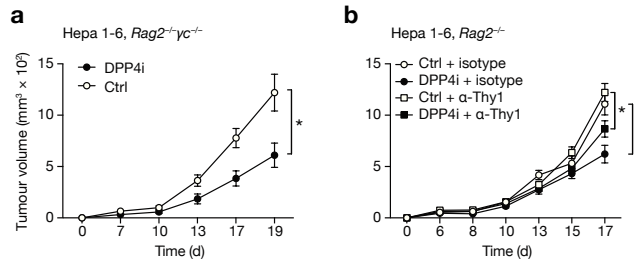 a
Hepa 1-6, Rag2⁻/⁻γc⁻/⁻
DPP4i
Ctrl
Tumour volume (mm³ × 10²)
15
10
5
0
0 7 10 13 17 19
Time (d)
*
b
Hepa 1-6, Rag2⁻/⁻
Ctrl + isotype
DPP4i + isotype
Ctrl + α-Thy1
DPP4i + α-Thy1
15
10
5
0
0 6 8 10 13 15 17
Time (d)
*